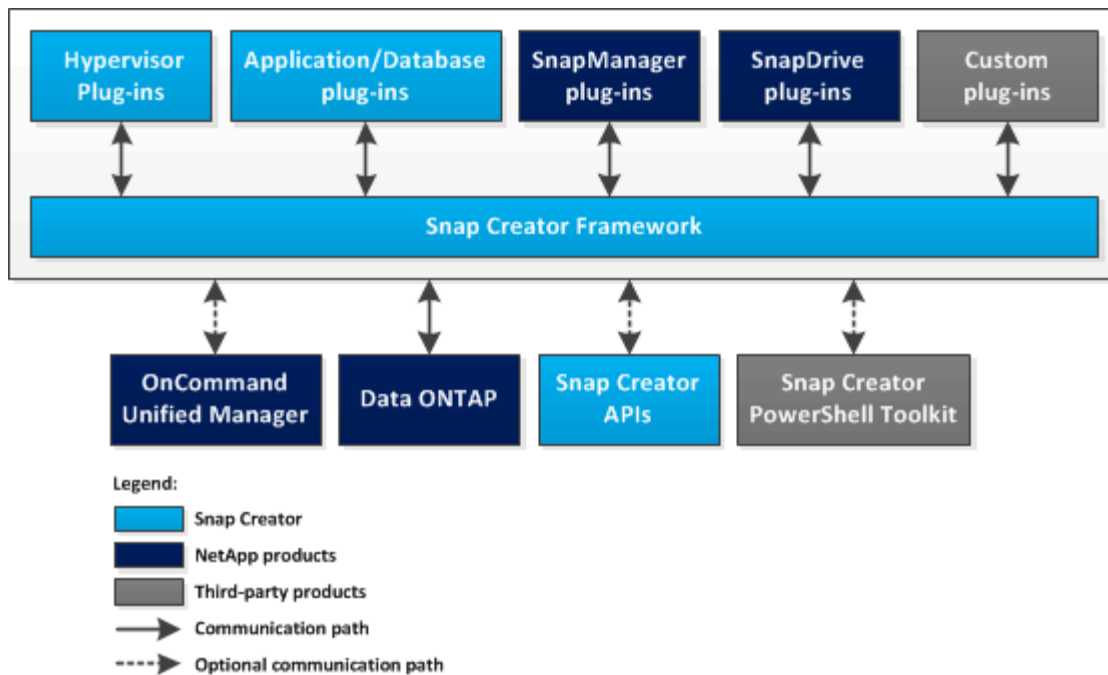 Hypervisor
Plug-ins
Application/Database
plug-ins
SnapManager
plug-ins
SnapDrive
plug-ins
Custom
plug-ins
Snap Creator Framework
OnCommand
Unified Manager
Data ONTAP
Snap Creator
APIs
Snap Creator
PowerShell Toolkit
Legend:
Snap Creator
NetApp products
Third-party products
Communication path
Optional communication path